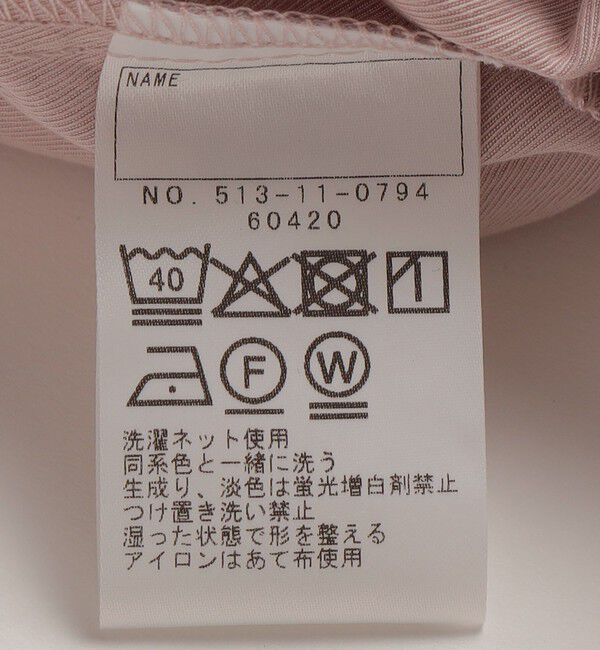 NAME
NO. 513-11-0794
60420
40
F W
洗濯ネット使用
同系色と一緒に洗う
生成り、淡色は蛍光増白剤禁止
つけ置き洗い禁止
湿った状態で形を整える
アイロンはあて布使用